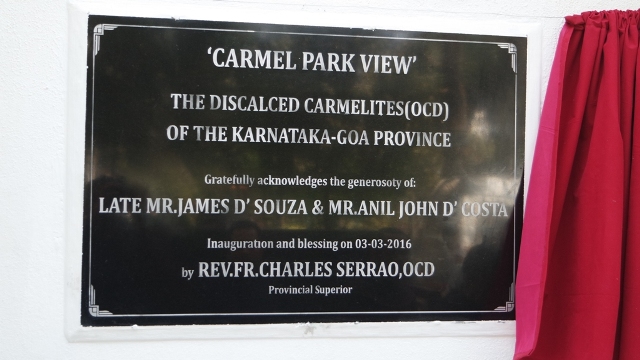 ‘CARMEL PARK VIEW’
THE DISCALCED CARMELITES(OCD)
OF THE KARNATAKA-GOA PROVINCE
Gratefully acknowledges the generosoty of:
LATE MR.JAMES D’ SOUZA & MR.ANIL JOHN D’ COSTA
Inauguration and blessing on 03-03-2016
by REV.FR.CHARLES SERRAO,OCD
Provincial Superior